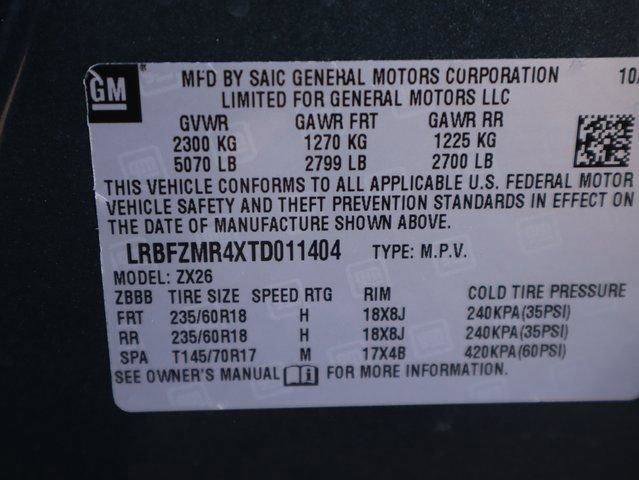 GM
MFD BY SAIC GENERAL MOTORS CORPORATION 10/
LIMITED FOR GENERAL MOTORS LLC
GVWR GAWR FRT GAWR RR
2300 KG 1270 KG 1225 KG
5070 LB 2799 LB 2700 LB
THIS VEHICLE CONFORMS TO ALL APPLICABLE U.S. FEDERAL MOTOR
VEHICLE SAFETY AND THEFT PREVENTION STANDARDS IN EFFECT ON
THE DATE OF MANUFACTURE SHOWN ABOVE.
LRBFZMR4XTD011404 TYPE: M.P.V.
MODEL: ZX26
ZBBB TIRE SIZE SPEED RTG RIM COLD TIRE PRESSURE
FRT 235/60R18 H 18X8J 240KPA(35PSI)
RR 235/60R18 H 18X8J 240KPA(35PSI)
SPA T145/70R17 M 17X4B 420KPA(60PSI)
SEE OWNER'S MANUAL FOR MORE INFORMATION.